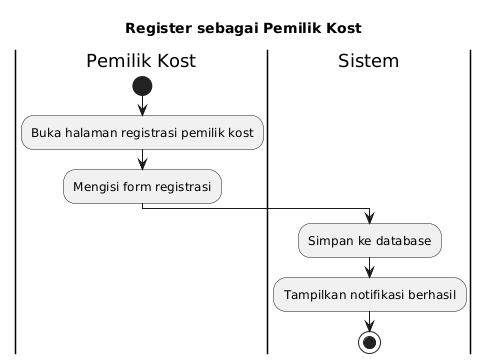 Register sebagai Pemilik Kost
Pemilik Kost
Sistem
Buka halaman registrasi pemilik kost
Mengisi form registrasi
Simpan ke database
Tampilkan notifikasi berhasil